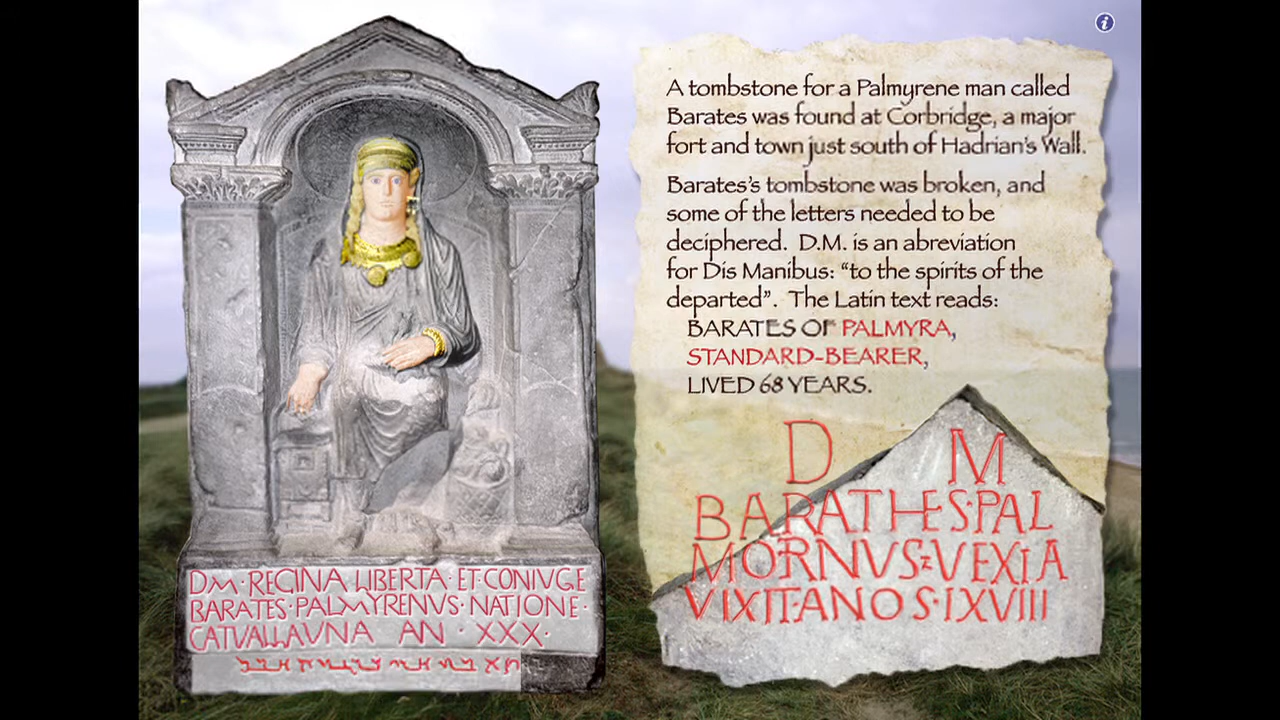 DM·REGINA LIBERTA·ET·CONIVGE
BARATES·PALMYRENVS·NATIONE·
CATVALLAVNA AN·XXX·
i
A tombstone for a Palmyrene man called
Barates was found at Corbridge, a major
fort and town just south of Hadrian's Wall.
Barates's tombstone was broken, and
some of the letters needed to be
deciphered. D.M. is an abreviation
for Dis Manibus: "to the spirits of the
departed". The Latin text reads:
BARATES OF PALMYRA,
STANDARD-BEARER,
LIVED 68 YEARS.
D M
BARATHES·PAL
MORNVS·VEXIA
VIXIT·ANOS·IXVIII